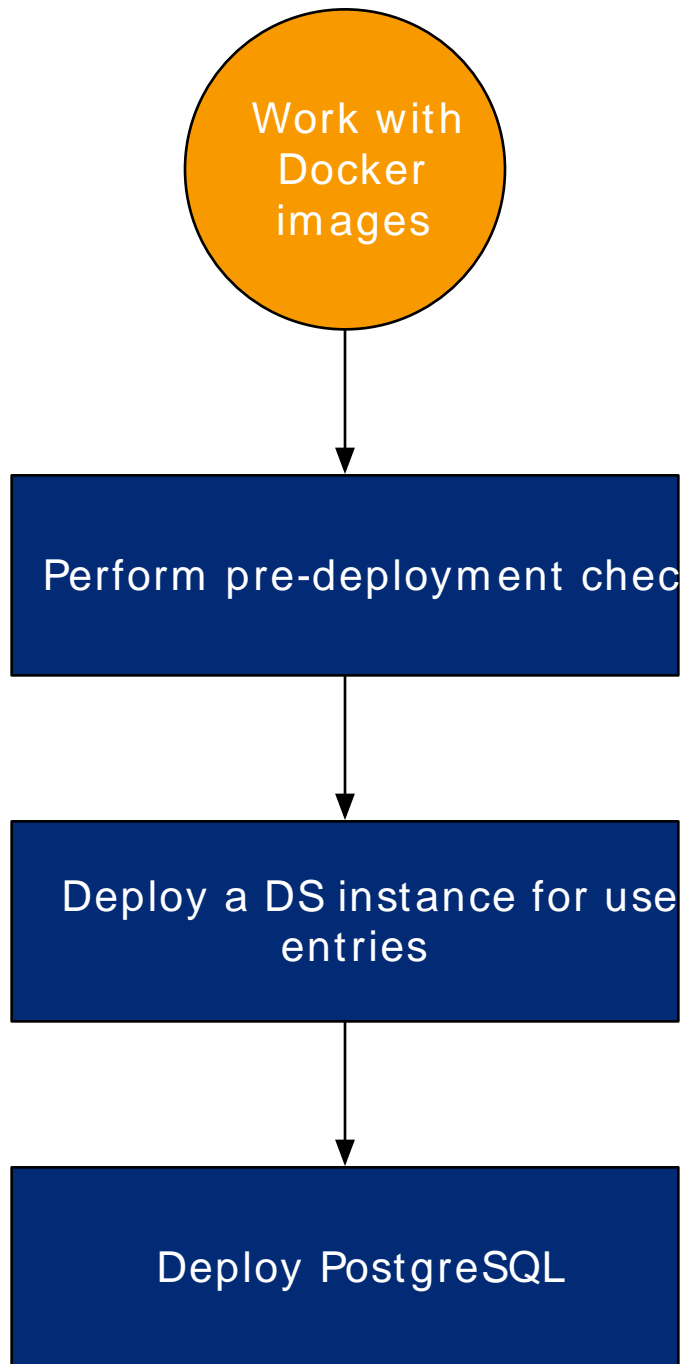 Work with
Docker
images
Perform pre-deployment chec
Deploy a DS instance for use
entries
Deploy PostgreSQL